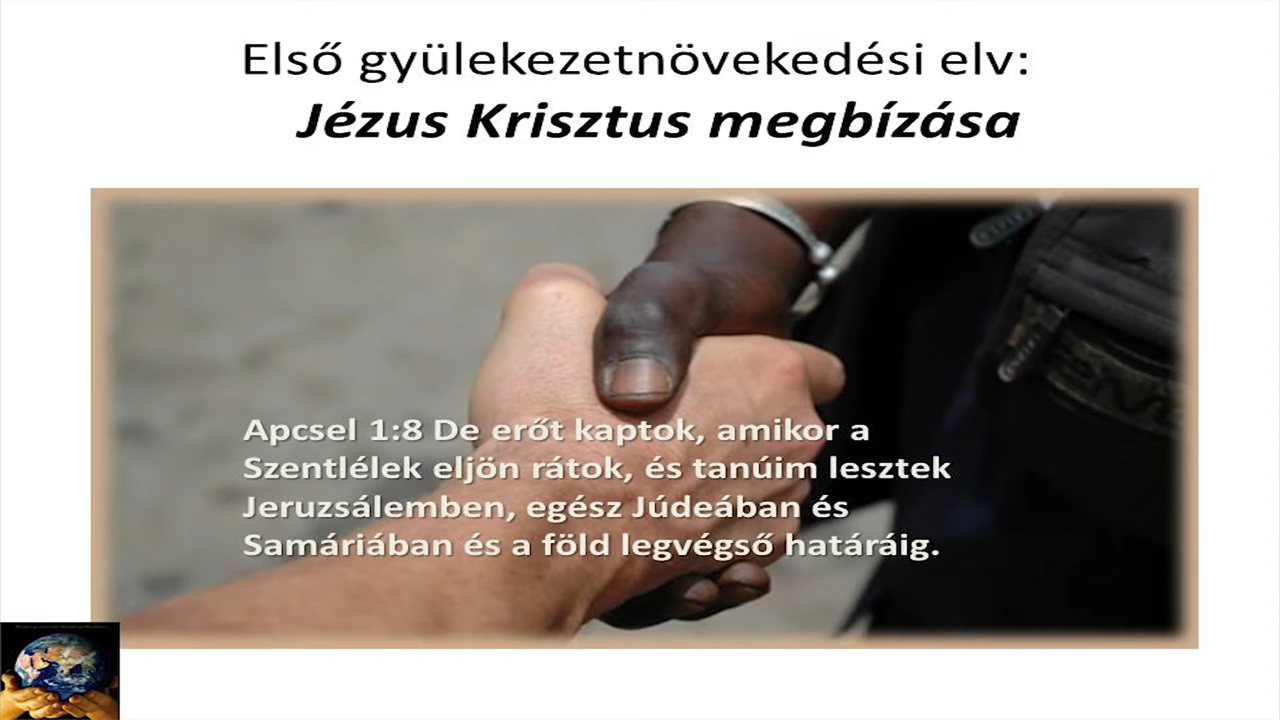 Első gyülekezetnövekedési elv:
Jézus Krisztus megbízása
Apcsel 1:8 De erőt kaptok, amikor a
Szentlélek eljön rátok, és tanúim lesztek
Jeruzsálemben, egész Júdeában és
Samáriában és a föld legvégső határáig.